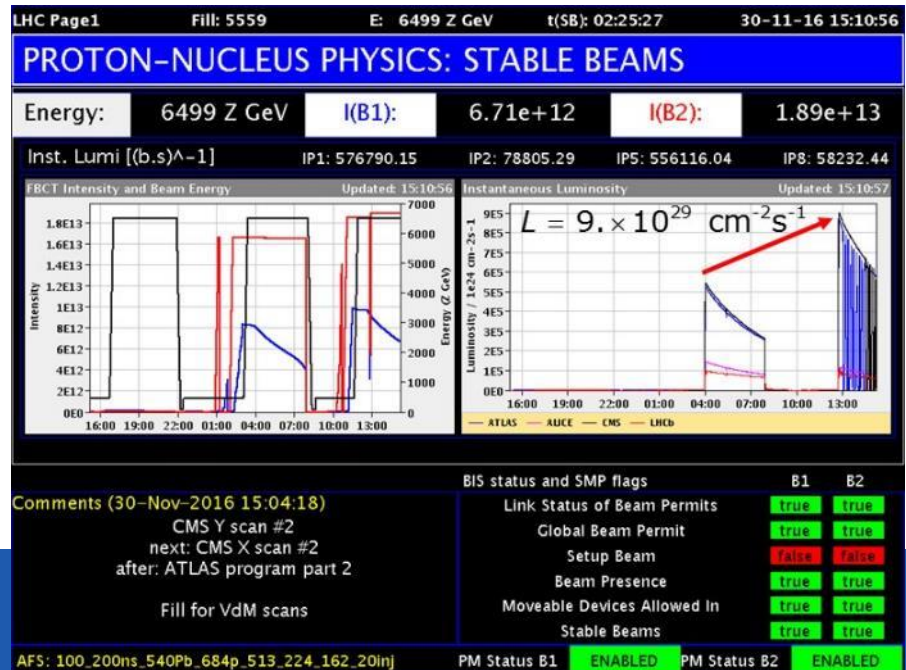 LHC Page1 Fill: 5559 E: 6499 Z GeV t(SB): 02:25:27 30-11-16 15:10:56
PROTON-NUCLEUS PHYSICS: STABLE BEAMS
Energy: 6499 Z GeV I(B1): 6.71e+12 I(B2): 1.89e+13
Inst. Lumi [(b.s)^-1] IP1: 576790.15 IP2: 78805.29 IP5: 556116.04 IP8: 58232.44
FBCT Intensity and Beam Energy Updated: 15:10:56
Intensity
1.8E13
1.6E13
1.4E13
1.2E13
1E13
8E12
6E12
4E12
2E12
0E0
7000
6000
5000
4000
3000
2000
1000
0
Energy (Z GeV)
16:00 19:00 22:00 01:00 04:00 07:00 10:00 13:00
Instantaneous Luminosity Updated: 15:10:57
L = 9.×10²⁹ cm⁻²s⁻¹
Luminosity / 1e24 cm-2s-1
9E5
8E5
7E5
6E5
5E5
4E5
3E5
2E5
1E5
0E0
16:00 19:00 22:00 01:00 04:00 07:00 10:00 13:00
ATLAS ALICE CMS LHCb
Comments (30-Nov-2016 15:04:18)
CMS Y scan #2
next: CMS X scan #2
after: ATLAS program part 2
Fill for VdM scans
BIS status and SMP flags B1 B2
Link Status of Beam Permits true true
Global Beam Permit true true
Setup Beam false false
Beam Presence true true
Moveable Devices Allowed In true true
Stable Beams true true
AFS: 100_200ns_540Pb_684p_513_224_162_20inj PM Status B1 ENABLED PM Status B2 ENABLED